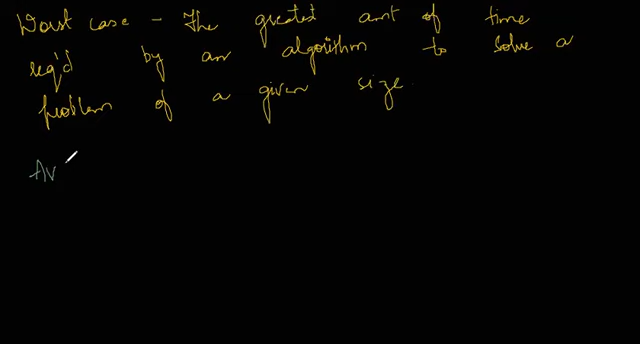 Worst case - The greatest amt of time
req'd by an algorithm to solve a
problem of a given size.
Av